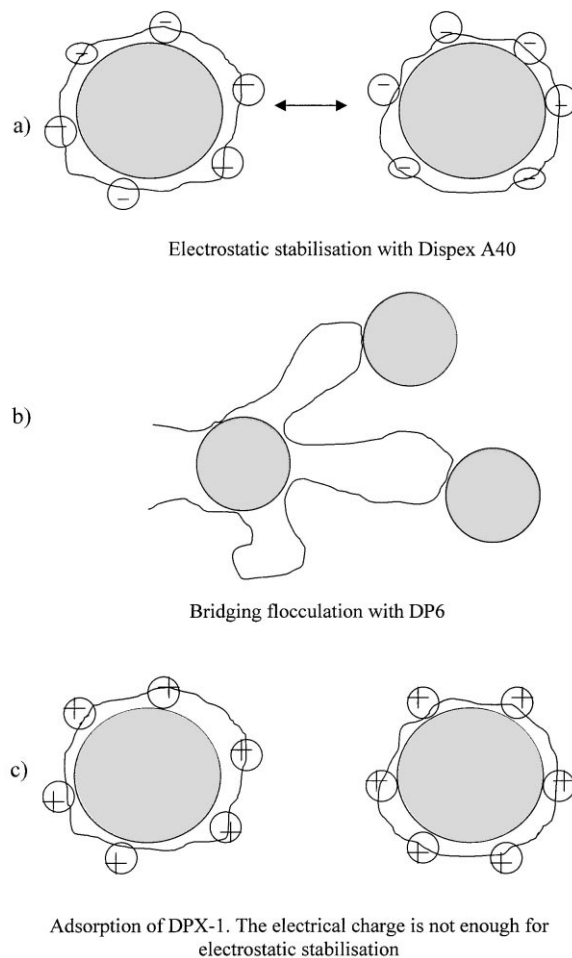 a)
Electrostatic stabilisation with Dispex A40
b)
Bridging flocculation with DP6
c)
Adsorption of DPX-1. The electrical charge is not enough for
electrostatic stabilisation